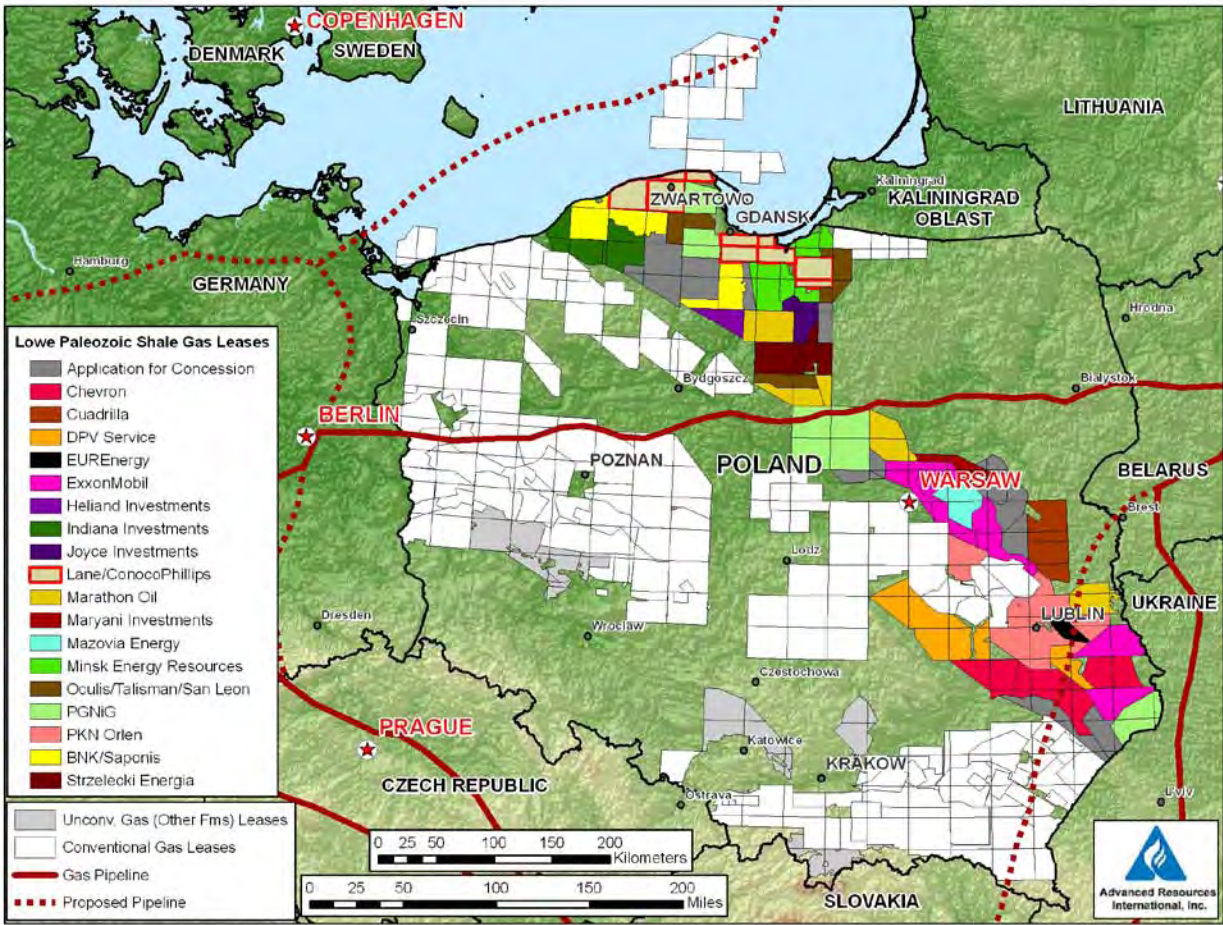 COPENHAGEN
DENMARK
SWEDEN
LITHUANIA
Kaliningrad
KALININGRAD
OBLAST
ZWARTOWO
GDANSK
Hamburg
GERMANY
Szczecin
Hrodna
Bydgoszcz
Bialystok
BERLIN
POZNAN
POLAND
WARSAW
BELARUS
Brest
Lodz
UKRAINE
LUBLIN
Dresden
Wroclaw
Czestochowa
PRAGUE
Katowice
KRAKOW
CZECH REPUBLIC
Ostrava
L'viv
SLOVAKIA
Lowe Paleozoic Shale Gas Leases
Application for Concession
Chevron
Cuadrilla
DPV Service
EUREnergy
ExxonMobil
Heliand Investments
Indiana Investments
Joyce Investments
Lane/ConocoPhillips
Marathon Oil
Maryani Investments
Mazovia Energy
Minsk Energy Resources
Oculis/Talisman/San Leon
PGNiG
PKN Orlen
BNK/Saponis
Strzelecki Energia
Unconv. Gas (Other Fms) Leases
Conventional Gas Leases
Gas Pipeline
Proposed Pipeline
0 25 50 100 150 200
Kilometers
0 25 50 100 150 200
Miles
Advanced Resources
International, Inc.